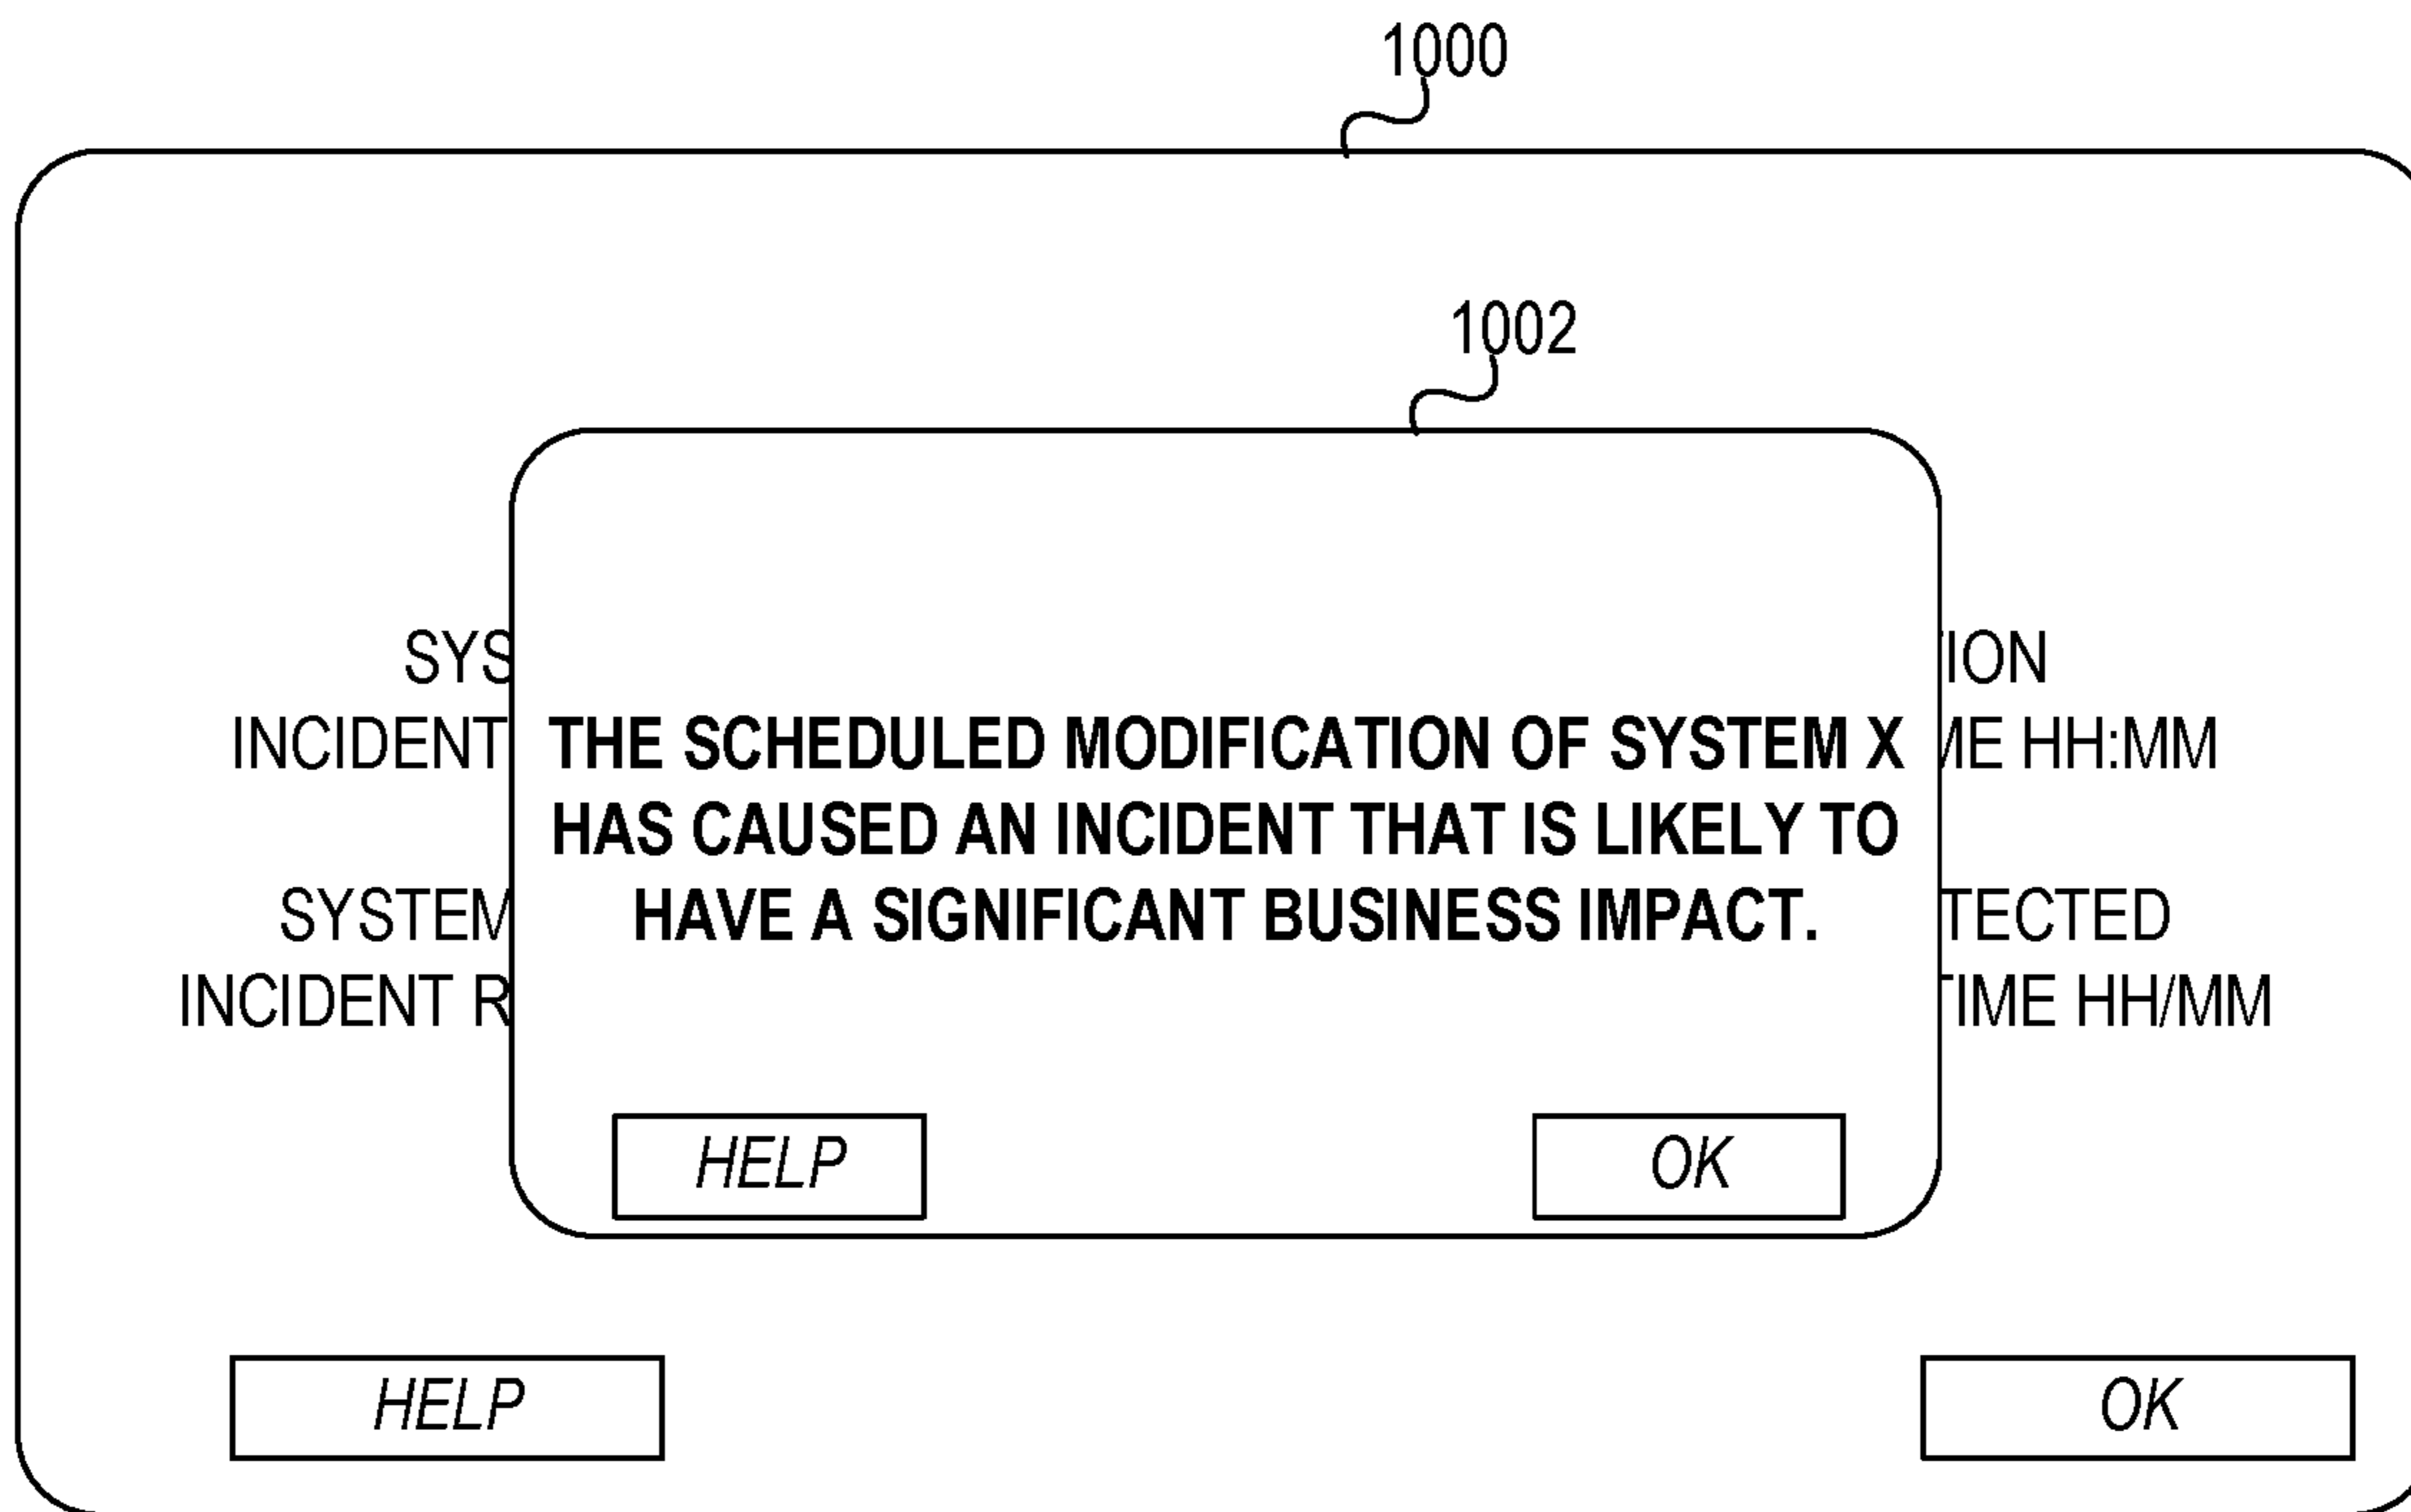 1000
1002
SYS ION
INCIDENT THE SCHEDULED MODIFICATION OF SYSTEM X ME HH:MM
HAS CAUSED AN INCIDENT THAT IS LIKELY TO
SYSTEM HAVE A SIGNIFICANT BUSINESS IMPACT. TECTED
INCIDENT R TIME HH/MM
HELP OK
HELP OK